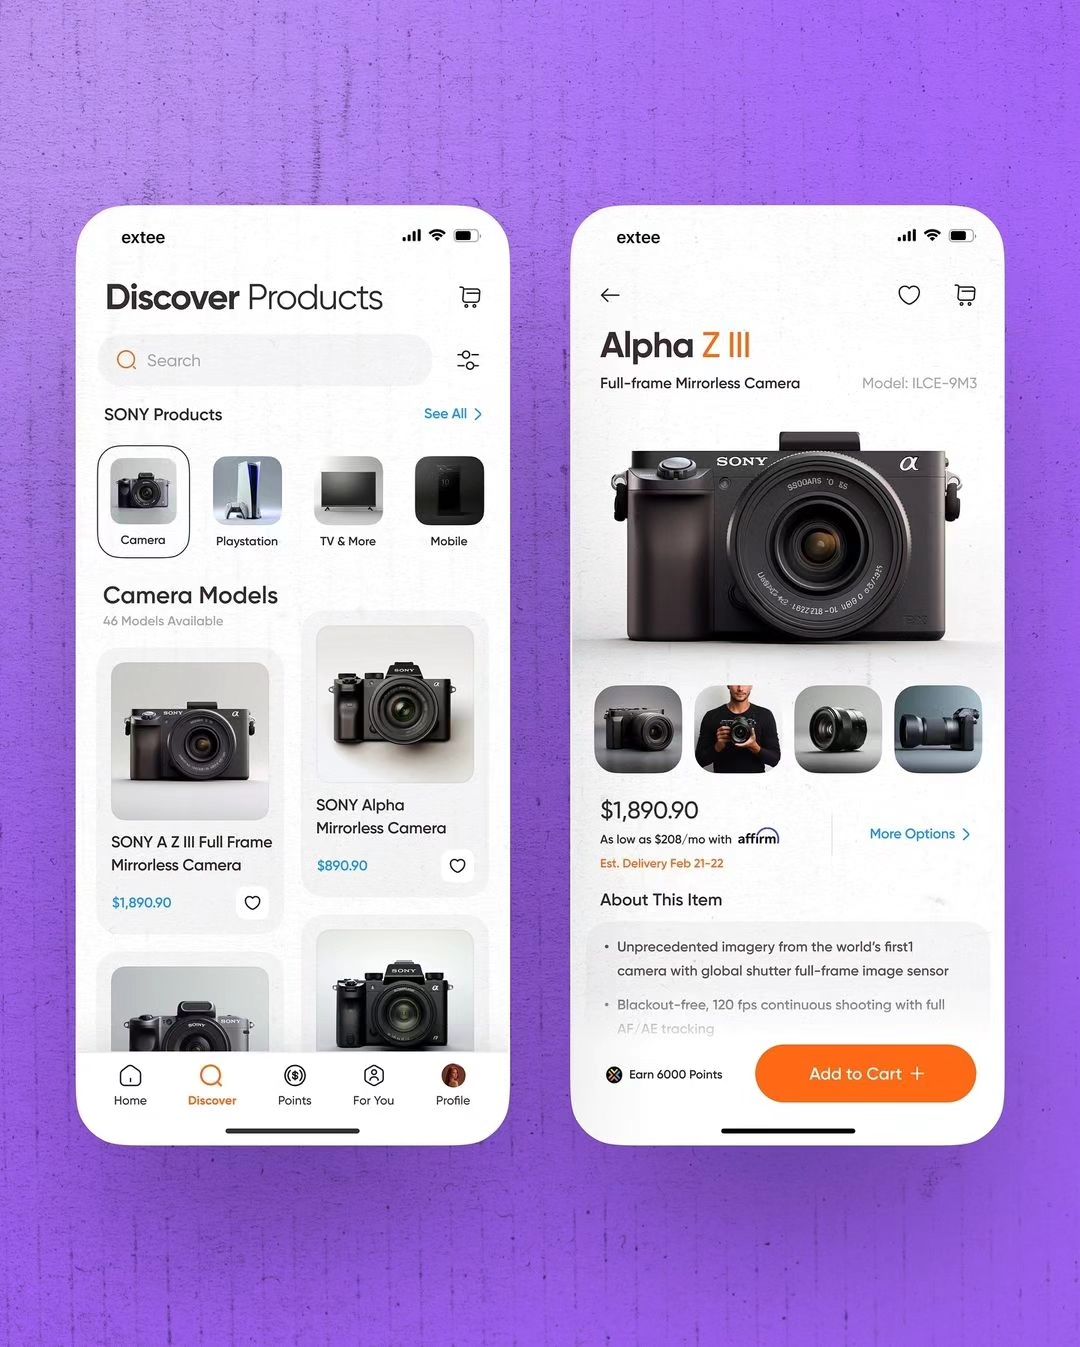 extee
Discover Products
Search
SONY Products
See All
Camera
Playstation
TV & More
Mobile
Camera Models
46 Models Available
SONY
SONY A Z III Full Frame
Mirrorless Camera
$1,890.90
SONY
SONY Alpha
Mirrorless Camera
$890.90
SONY
SONY
SONY
Home
Discover
Points
For You
Profile
extee
Alpha Z III
Full-frame Mirrorless Camera
Model: ILCE-9M3
SONY
α
$1,890.90
As low as $208/mo with affirm
More Options
Est. Delivery Feb 21-22
About This Item
• Unprecedented imagery from the world’s first1
camera with global shutter full-frame image sensor
• Blackout-free, 120 fps continuous shooting with full
AF/AE tracking
Earn 6000 Points
Add to Cart +